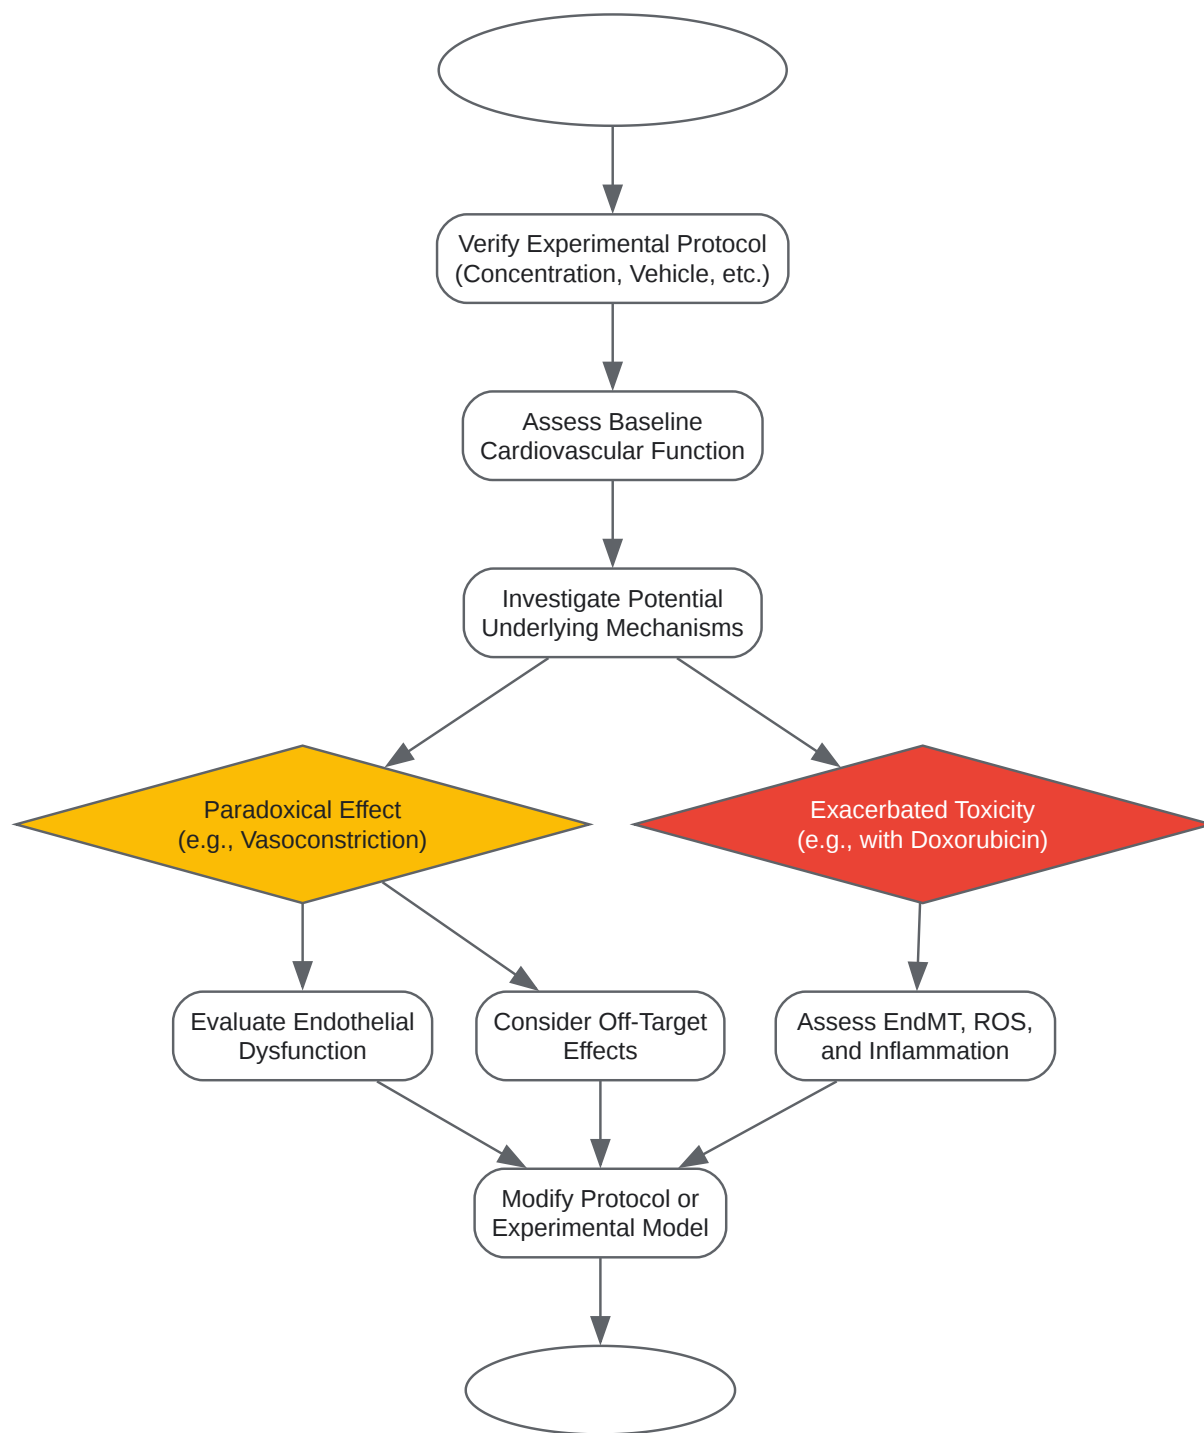 Verify Experimental Protocol
(Concentration, Vehicle, etc.)
Assess Baseline
Cardiovascular Function
Investigate Potential
Underlying Mechanisms
Paradoxical Effect
(e.g., Vasoconstriction)
Exacerbated Toxicity
(e.g., with Doxorubicin)
Evaluate Endothelial
Dysfunction
Consider Off-Target
Effects
Assess EndMT, ROS,
and Inflammation
Modify Protocol or
Experimental Model